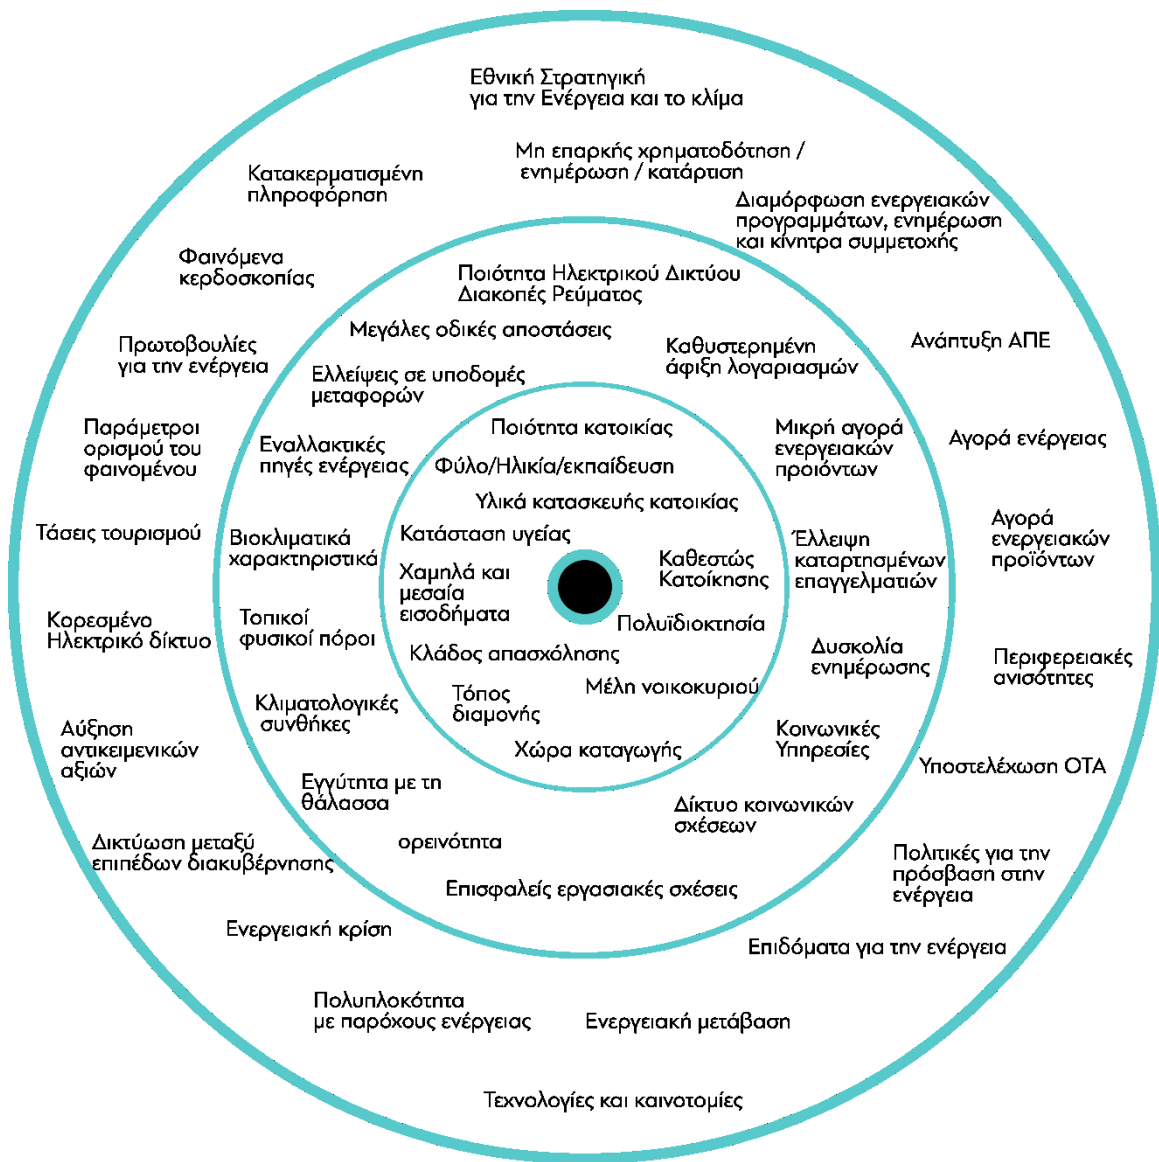 Εθνική Στρατηγική
για την Ενέργεια και το κλίμα
Μη επαρκής χρηματοδότηση /
ενημέρωση / κατάρτιση
Κατακερματισμένη
πληροφόρηση
Διαμόρφωση ενεργειακών
προγραμμάτων, ενημέρωση
και κίνητρα συμμετοχής
Φαινόμενα
κερδοσκοπίας
Ποιότητα Ηλεκτρικού Δικτύου
Διακοπές Ρεύματος
Μεγάλες οδικές αποστάσεις
Πρωτοβουλίες
για την ενέργεια
Καθυστερημένη
άφιξη λογαριασμών
Ανάπτυξη ΑΠΕ
Ελλείψεις σε υποδομές
μεταφορών
Παράμετροι
ορισμού του
φαινομένου
Εναλλακτικές
πηγές ενέργειας
Ποιότητα κατοικίας
Φύλο/Ηλικία/εκπαίδευση
Μικρή αγορά
ενεργειακών
προιόντων
Αγορά ενέργειας
Υλικά κατασκευής κατοικίας
Τάσεις τουρισμού
Βιοκλιματικά
χαρακτηριστικά
Κατάσταση υγείας
Καθεστώς
Κατοίκησης
Έλλειψη
καταρτησμένων
επαγγελματιών
Αγορά
ενεργειακών
προϊόντων
Χαμηλά και
μεσαία
εισοδήματα
Κορεσμένο
Ηλεκτρικό δίκτυο
Τοπικοί
φυσικοί πόροι
Πολυϊδιοκτησία
Κλάδος απασχόλησης
Δυσκολία
ενημέρωσης
Περιφερειακές
ανισότητες
Μέλη νοικοκυριού
Τόπος
διαμονής
Κλιματολογικές
συνθήκες
Χώρα καταγωγής
Κοινωνικές
Υπηρεσίες
Αύξηση
αντικειμενικών
αξιών
Υποστελέχωση ΟΤΑ
Εγγύτητα με τη
θάλασσα
Δίκτυο κοινωνικών
σχέσεων
ορεινότητα
Δικτύωση μεταξύ
επιπέδων διακυβέρνησης
Πολιτικές για την
πρόσβαση στην
ενέργεια
Επισφαλείς εργασιακές σχέσεις
Ενεργειακή κρίση
Επιδόματα για την ενέργεια
Πολυπλοκότητα
με παρόχους ενέργειας
Ενεργειακή μετάβαση
Τεχνολογίες και καινοτομίες